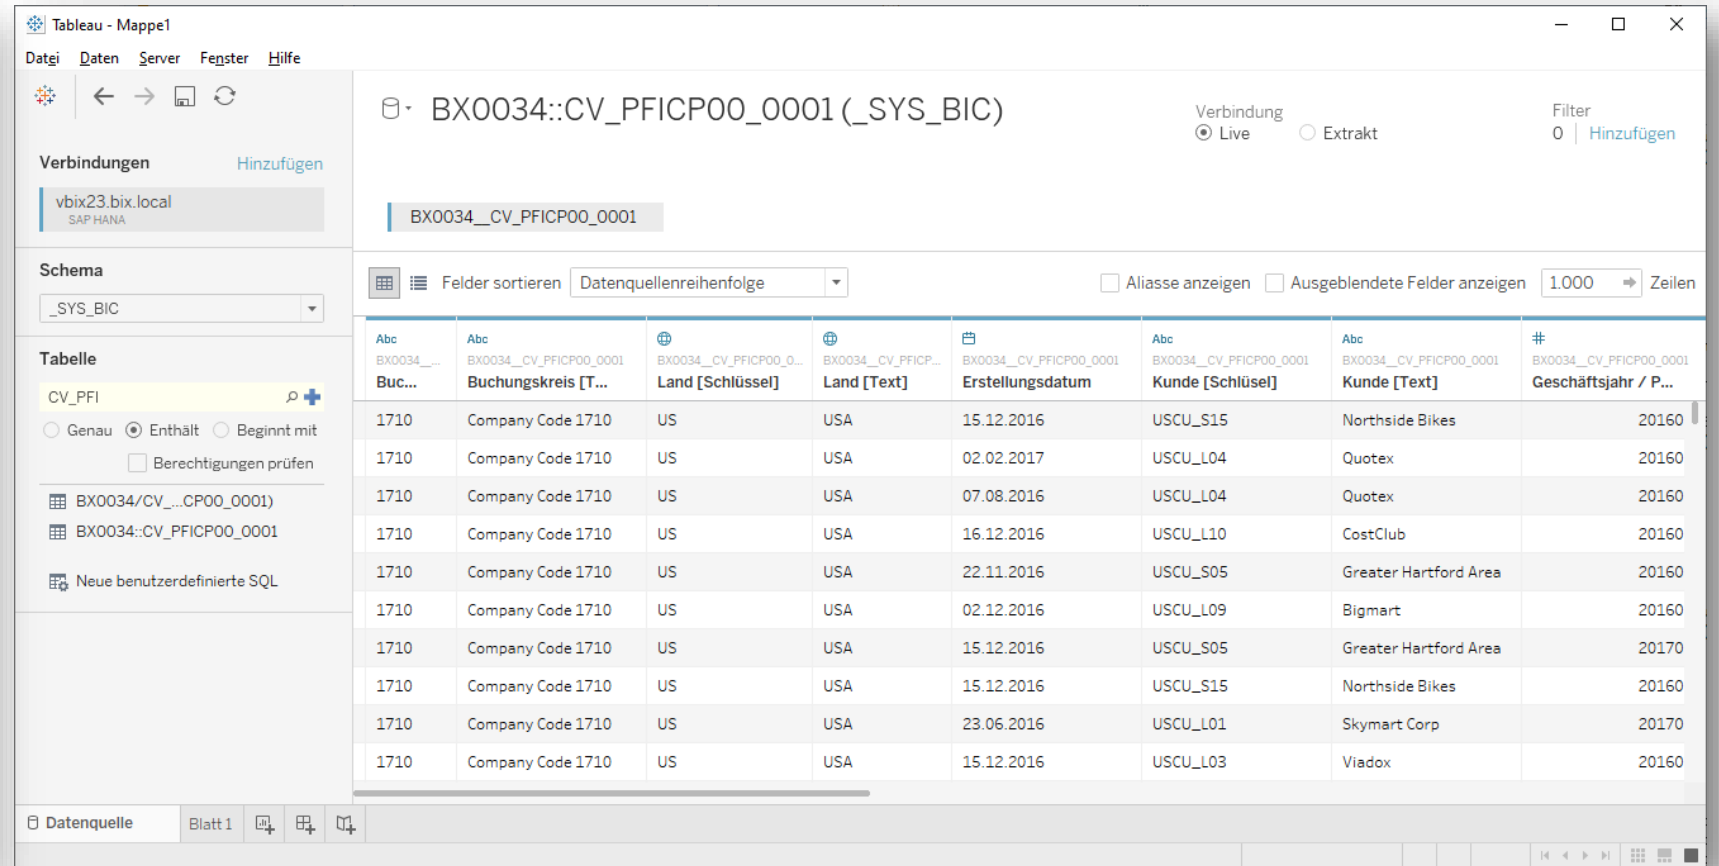 Tableau - Mappe1
Datei Daten Server Fenster Hilfe
BX0034::CV_PFICP00_0001 (_SYS_BIC)
Verbindung
Live Extrakt
Filter
0 Hinzufügen
Verbindungen Hinzufügen
vbix23.bix.local
SAP HANA
BX0034__CV_PFICP00_0001
Schema
_SYS_BIC
Felder sortieren Datenquellenreihenfolge Aliasse anzeigen Ausgeblendete Felder anzeigen 1.000 Zeilen
Tabelle
CV_PFI
Genau Enthält Beginnt mit
Berechtigungen prüfen
BX0034/CV_...CP00_0001)
BX0034::CV_PFICP00_0001
Neue benutzerdefinierte SQL
Abc Abc Abc Abc #
BX0034__... BX0034__CV_PFICP00_0001 BX0034__CV_PFICP00_0... BX0034__CV_PFICP... BX0034__CV_PFICP00_0001 BX0034__CV_PFICP00_0001 BX0034__CV_PFICP00_0001 BX0034__CV_PFICP00_0001
Buc... Buchungskreis [T... Land [Schlüssel] Land [Text] Erstellungsdatum Kunde [Schlüsel] Kunde [Text] Geschäftsjahr / P...
1710 Company Code 1710 US USA 15.12.2016 USCU_S15 Northside Bikes 20160
1710 Company Code 1710 US USA 02.02.2017 USCU_L04 Quotex 20160
1710 Company Code 1710 US USA 07.08.2016 USCU_L04 Quotex 20160
1710 Company Code 1710 US USA 16.12.2016 USCU_L10 CostClub 20160
1710 Company Code 1710 US USA 22.11.2016 USCU_S05 Greater Hartford Area 20160
1710 Company Code 1710 US USA 02.12.2016 USCU_L09 Bigmart 20160
1710 Company Code 1710 US USA 15.12.2016 USCU_S05 Greater Hartford Area 20170
1710 Company Code 1710 US USA 15.12.2016 USCU_S15 Northside Bikes 20160
1710 Company Code 1710 US USA 23.06.2016 USCU_L01 Skymart Corp 20170
1710 Company Code 1710 US USA 15.12.2016 USCU_L03 Viadox 20160
Datenquelle Blatt 1